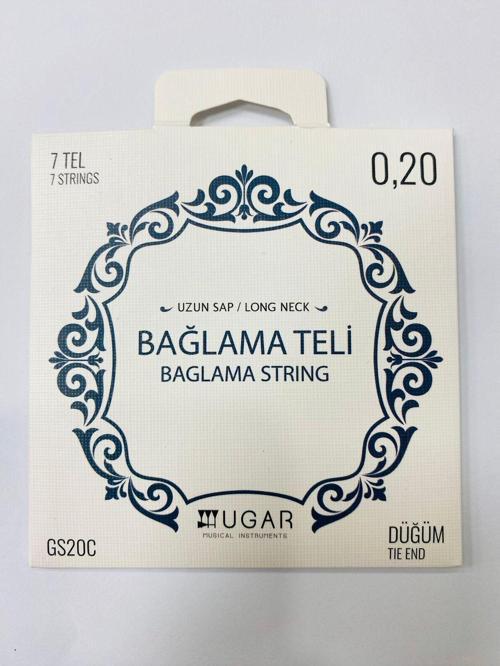 7 TEL
7 STRINGS
0,20
UZUN SAP / LONG NECK
BAĞLAMA TELİ
BAGLAMA STRING
UGAR
MUSICAL INSTRUMENTS
GS20C
DÜĞÜM
TIE END